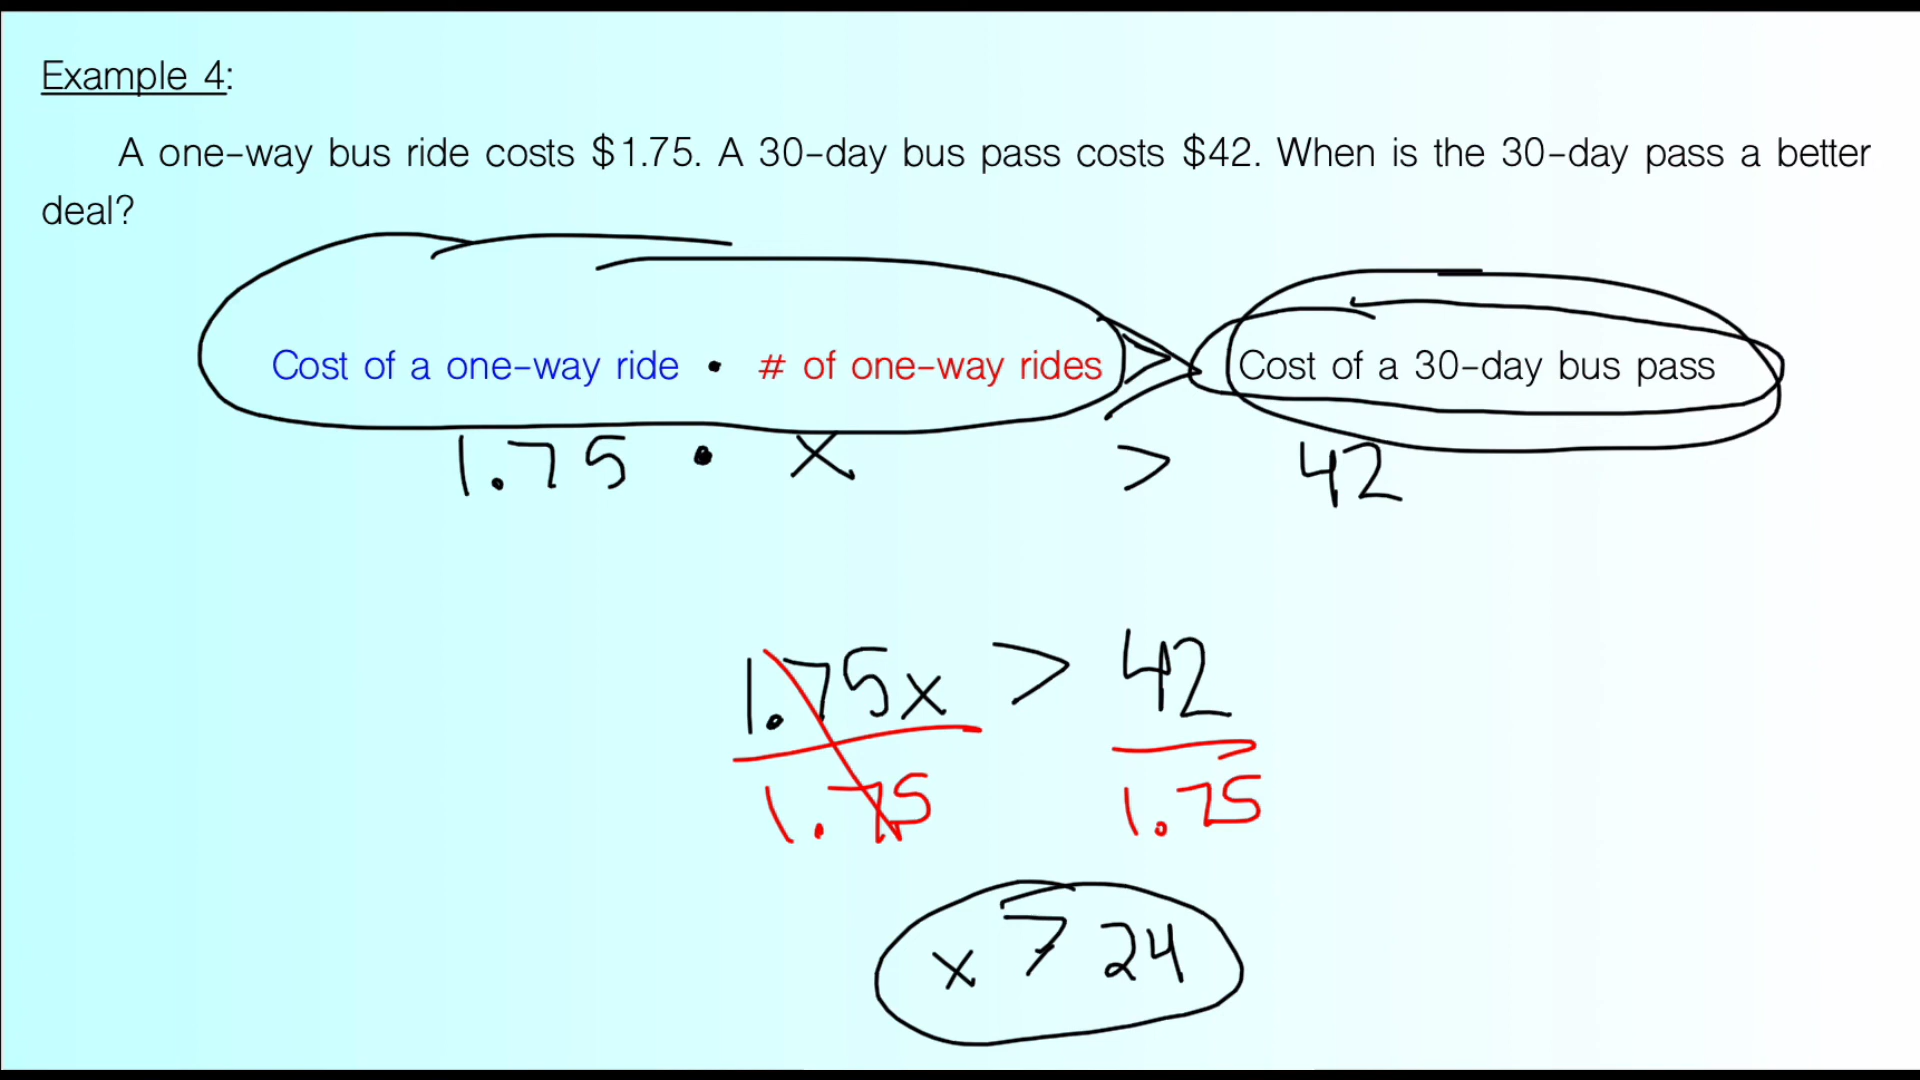 Example 4:
A one-way bus ride costs $1.75. A 30-day bus pass costs $42. When is the 30-day pass a better
deal?
Cost of a one-way ride • # of one-way rides > Cost of a 30-day bus pass
1.75 • x > 42
1.75x > 42
1.75 1.75
x > 24